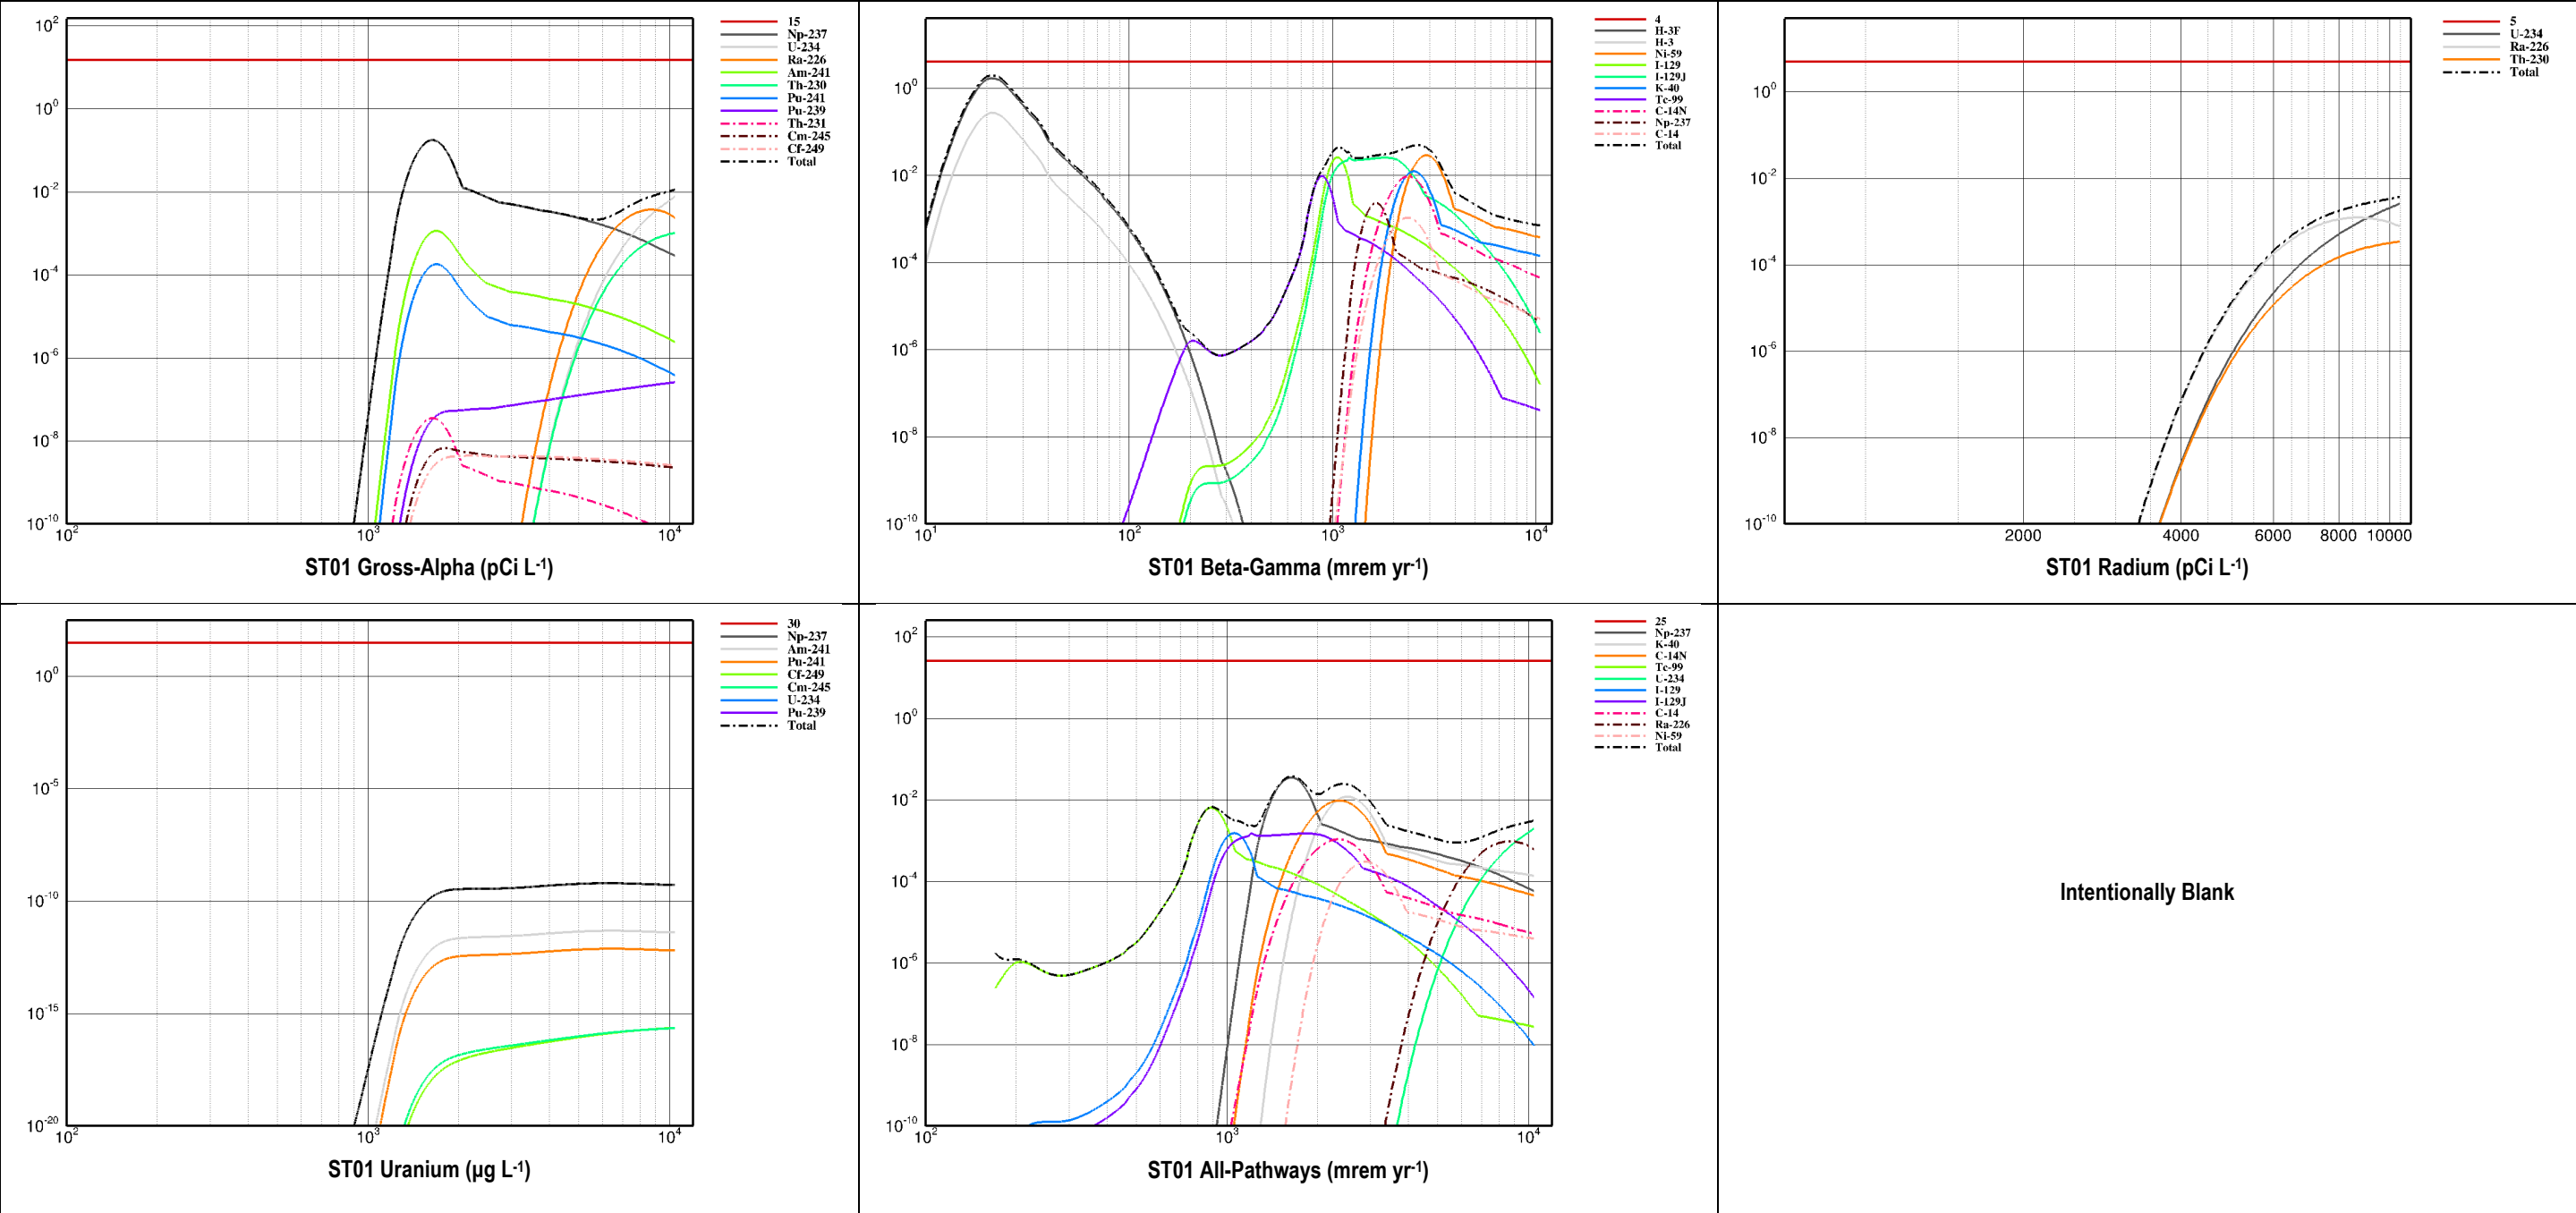 10²
10⁰
10⁻²
10⁻⁴
10⁻⁶
10⁻⁸
10⁻¹⁰
10²
10³
10⁴
15
Np-237
U-234
Ra-226
Am-241
Th-230
Pu-241
Pu-239
Th-231
Cm-245
Cf-249
Total
ST01 Gross-Alpha (pCi L⁻¹)
10⁰
10⁻²
10⁻⁴
10⁻⁶
10⁻⁸
10⁻¹⁰
10¹
10²
10³
10⁴
4
H-3F
H-3
Ni-59
I-129
I-129J
K-40
Tc-99
C-14N
Np-237
C-14
Total
ST01 Beta-Gamma (mrem yr⁻¹)
10⁰
10⁻²
10⁻⁴
10⁻⁶
10⁻⁸
10⁻¹⁰
2000
4000
6000
8000
10000
5
U-234
Ra-226
Th-230
Total
ST01 Radium (pCi L⁻¹)
10⁰
10⁻⁵
10⁻¹⁰
10⁻¹⁵
10⁻²⁰
10²
10³
10⁴
30
Np-237
Am-241
Pu-241
Cf-249
Cm-245
U-234
Pu-239
Total
ST01 Uranium (µg L⁻¹)
10²
10⁰
10⁻²
10⁻⁴
10⁻⁶
10⁻⁸
10⁻¹⁰
10²
10³
10⁴
25
Np-237
K-40
C-14N
Tc-99
U-234
I-129
I-129J
C-14
Ra-226
Ni-59
Total
ST01 All-Pathways (mrem yr⁻¹)
Intentionally Blank